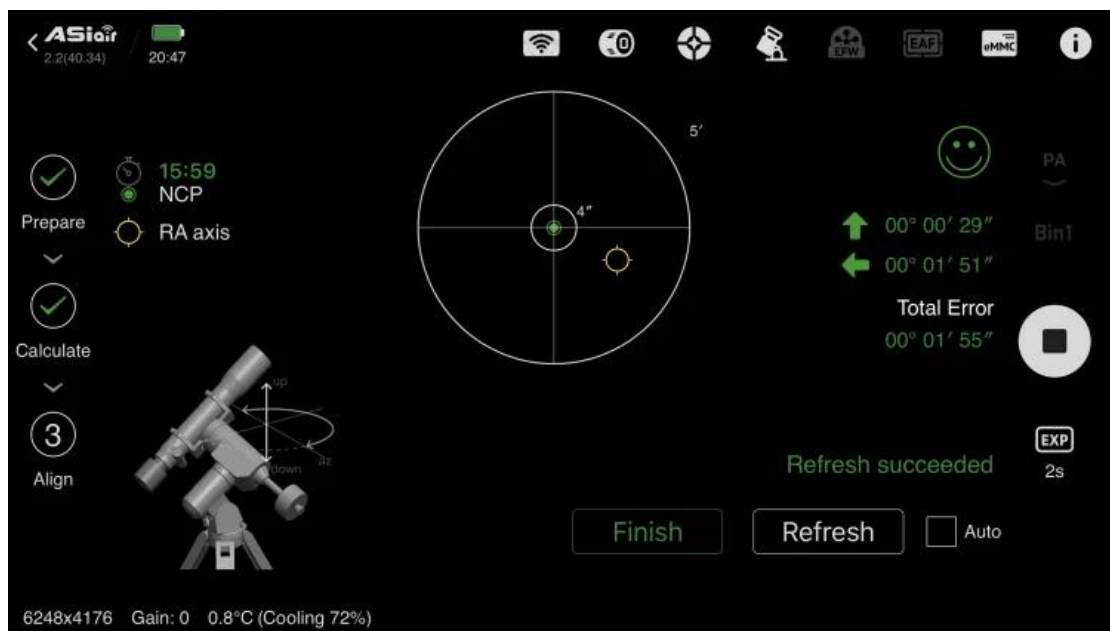 ASiair
2.2(40.34)
20:47
EFW
EAF
eMMC
i
5′
15:59
NCP
RA axis
4″
Prepare
Calculate
3
Align
up
down
az
00° 00′ 29″
00° 01′ 51″
Total Error
00° 01′ 55″
PA
Bin1
EXP
2s
Refresh succeeded
Finish
Refresh
Auto
6248x4176 Gain: 0 0.8°C (Cooling 72%)